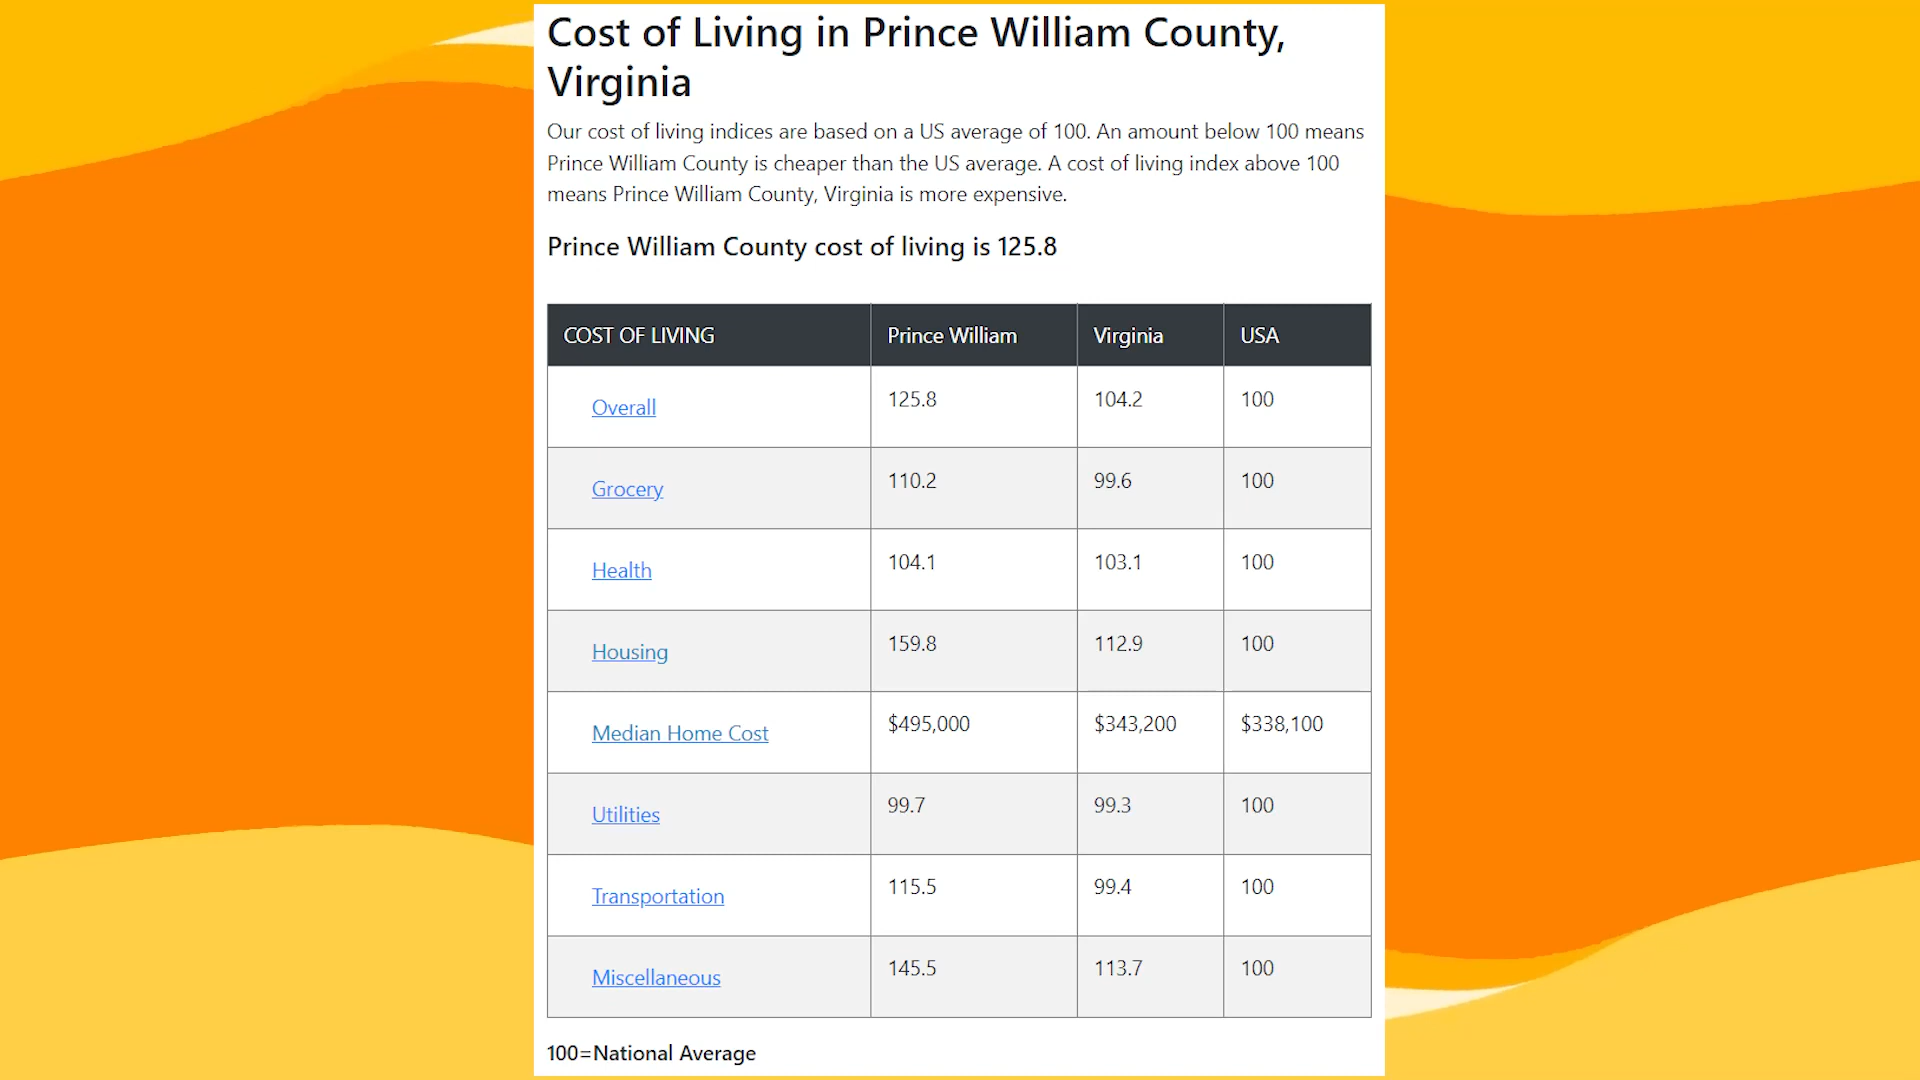 Cost of Living in Prince William County,
Virginia
Our cost of living indices are based on a US average of 100. An amount below 100 means
Prince William County is cheaper than the US average. A cost of living index above 100
means Prince William County, Virginia is more expensive.
Prince William County cost of living is 125.8
COST OF LIVING Prince William Virginia USA
Overall 125.8 104.2 100
Grocery 110.2 99.6 100
Health 104.1 103.1 100
Housing 159.8 112.9 100
Median Home Cost $495,000 $343,200 $338,100
Utilities 99.7 99.3 100
Transportation 115.5 99.4 100
Miscellaneous 145.5 113.7 100
100=National Average